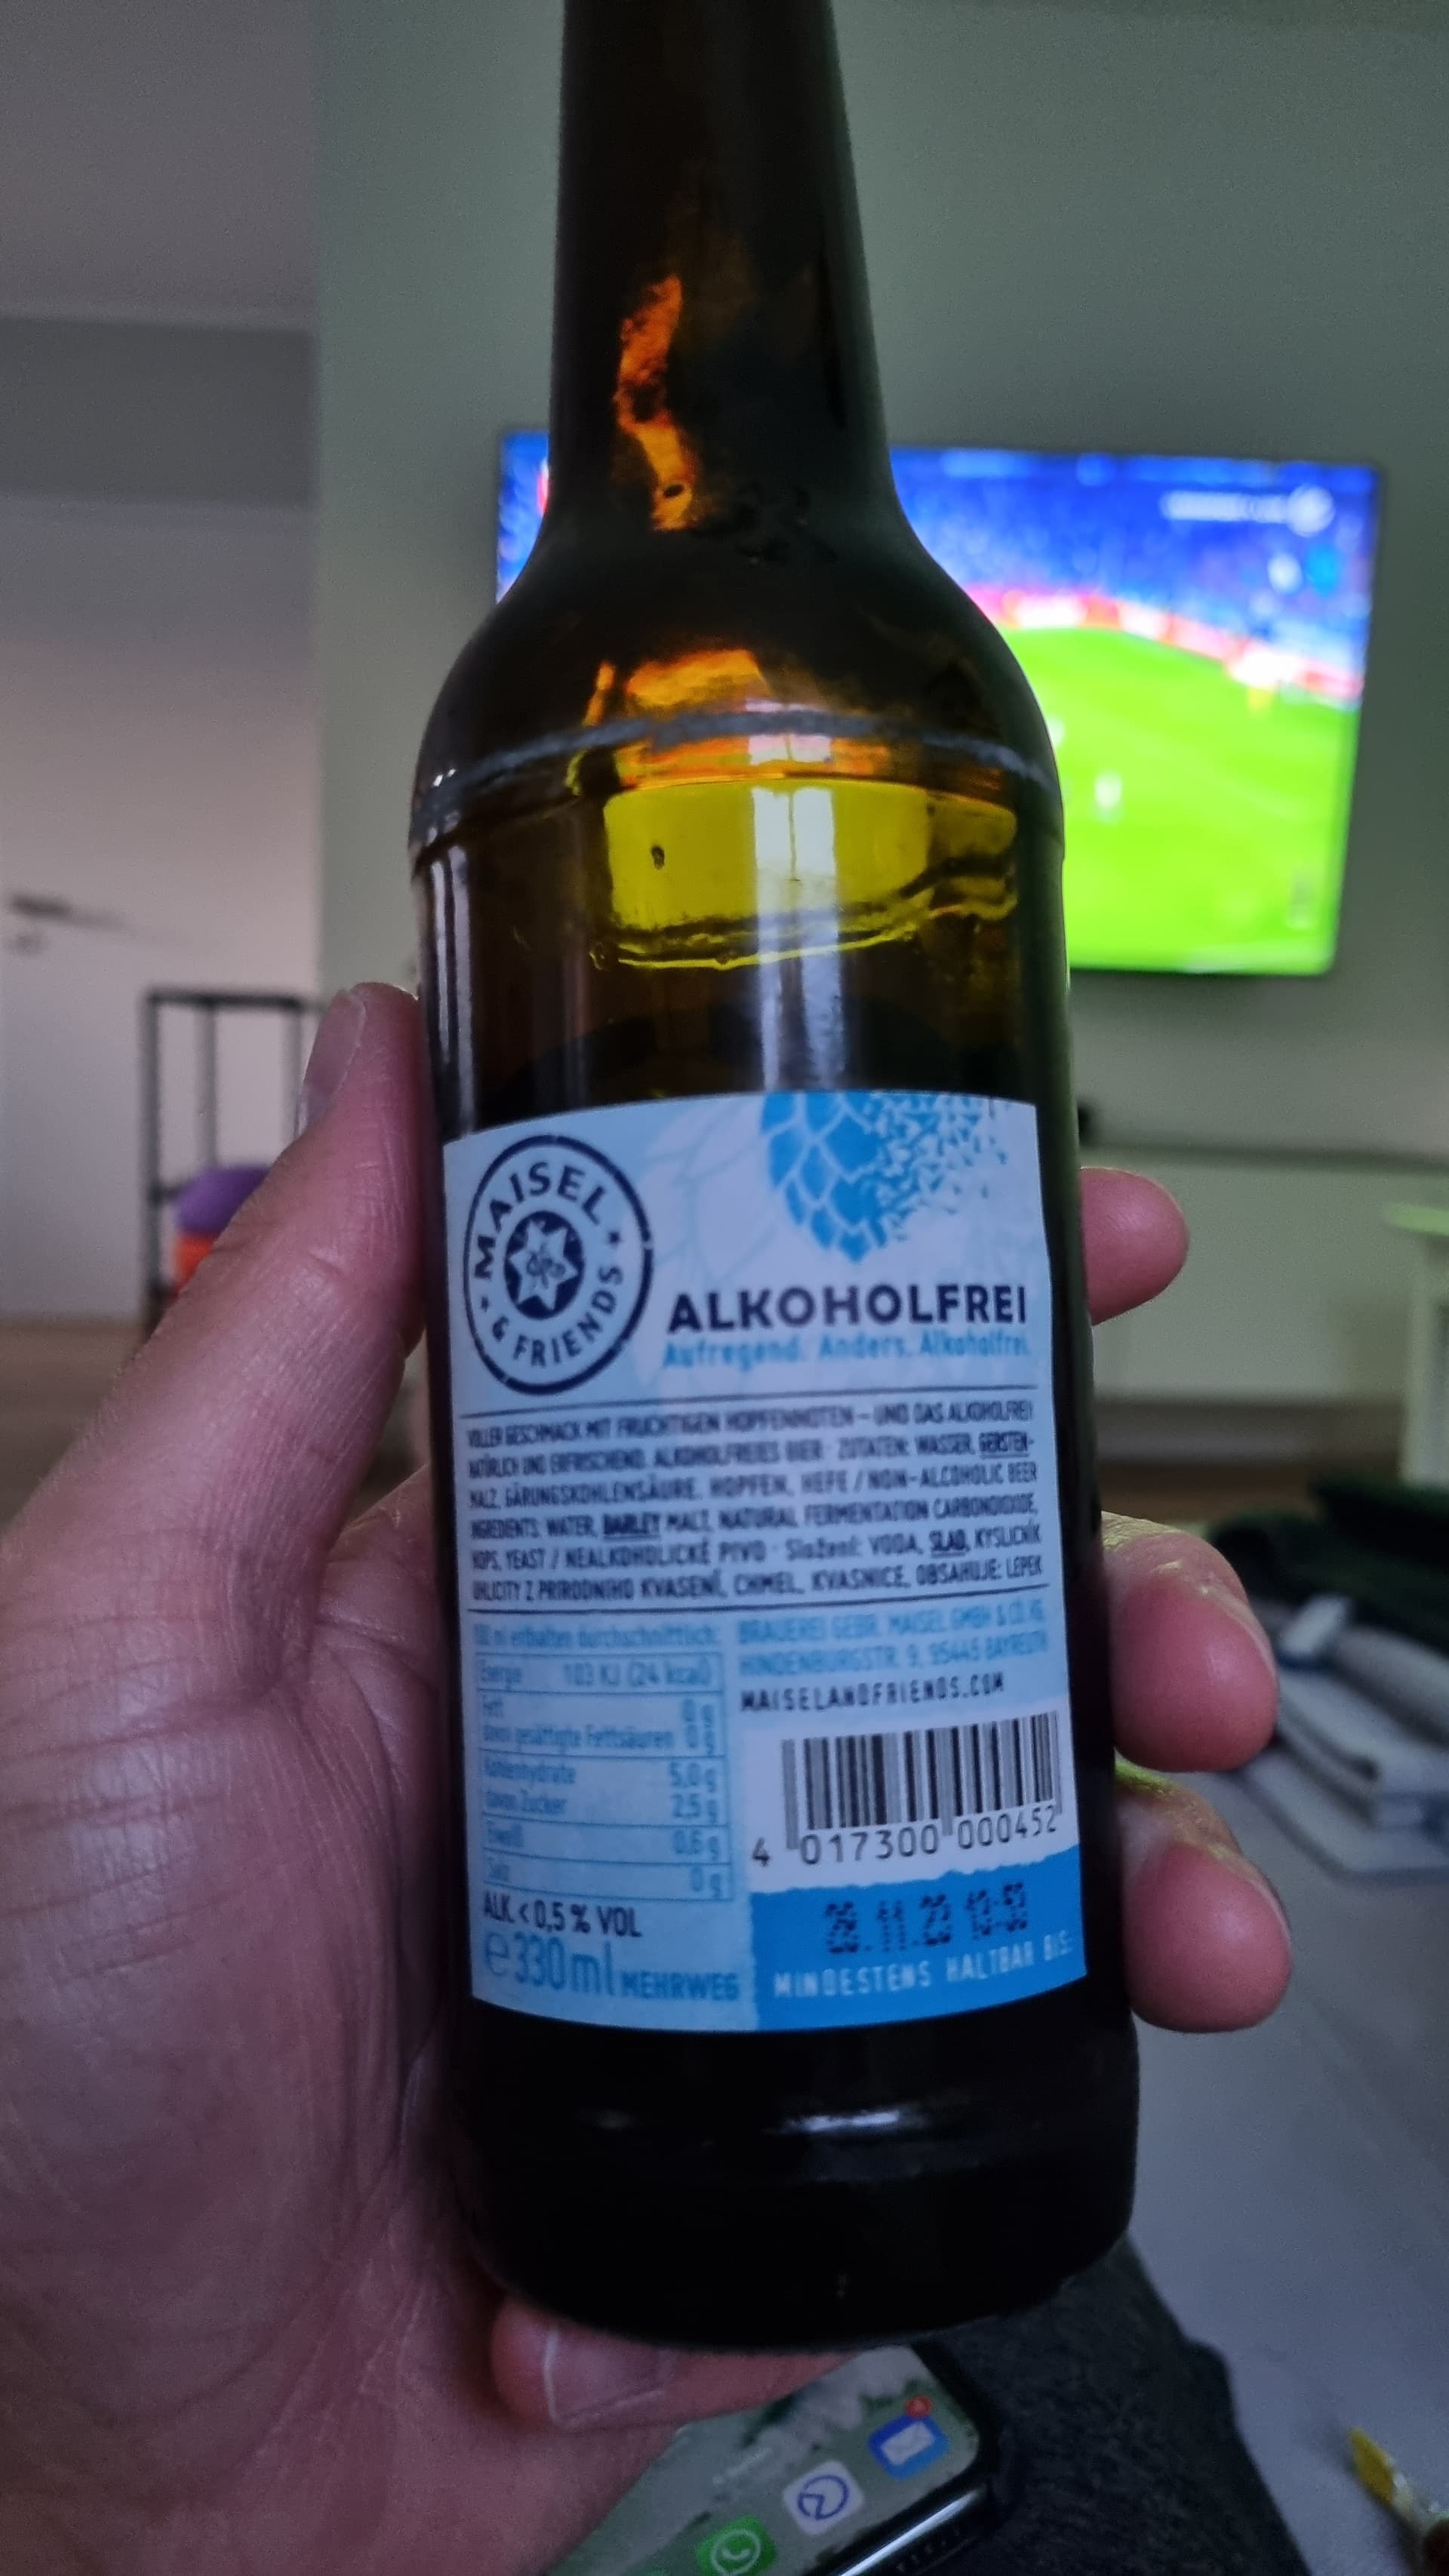 MAISEL
& FRIENDS
ALKOHOLFREI
Aufregend. Anders. Alkoholfrei.
VOLLER GESCHMACK MIT FRUCHTIGEN HOPFENNOTEN – UND DAS ALKOHOLFREI!
NATÜRLICH UND ERFRISCHEND. ALKOHOLFREIES BIER · ZUTATEN: WASSER, GERSTEN-
MALZ, GÄRUNGSKOHLENSÄURE, HOPFEN, HEFE / NON-ALCOHOLIC BEER
INGREDIENTS: WATER, BARLEY MALT, NATURAL FERMENTATION CARBONDIOXIDE,
HOPS, YEAST / NEALKOHOLICKÉ PIVO · Složení: VODA, SLAD, KYSLIČNÍK
UHLIČITÝ Z PŘÍRODNÍHO KVAŠENÍ, CHMEL, KVASNICE, OBSAHUJE: LEPEK
100 ml enthalten durchschnittlich:
Energie 103 KJ (24 kcal)
Fett 0 g
davon gesättigte Fettsäuren 0 g
Kohlenhydrate 5,0 g
davon Zucker 2,5 g
Eiweiß 0,6 g
Salz 0 g
ALK. < 0,5 % VOL
e 330 ml MEHRWEG
BRAUEREI GEBR. MAISEL GMBH & CO. KG
HINDENBURGSTR. 9, 95445 BAYREUTH
MAISELANDFRIENDS.COM
4 017300 000452
MINDESTENS HALTBAR BIS: